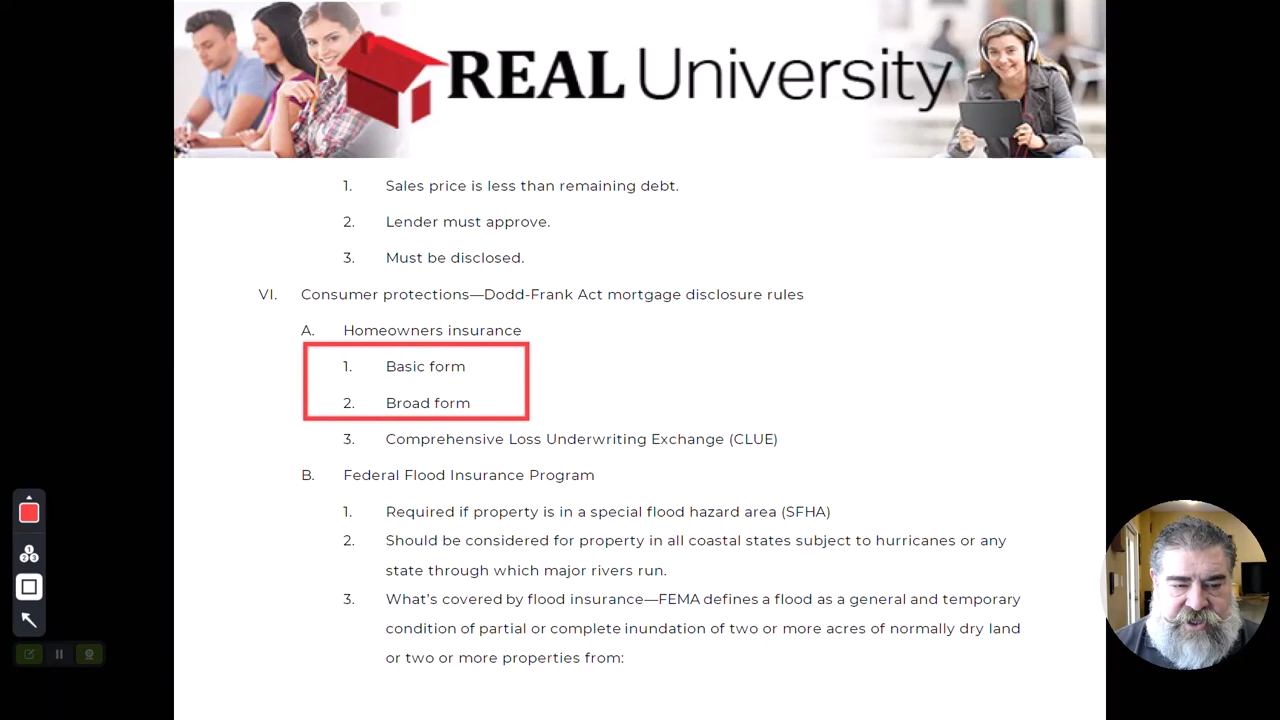 REAL University
1. Sales price is less than remaining debt.
2. Lender must approve.
3. Must be disclosed.
VI. Consumer protections—Dodd-Frank Act mortgage disclosure rules
A. Homeowners insurance
1. Basic form
2. Broad form
3. Comprehensive Loss Underwriting Exchange (CLUE)
B. Federal Flood Insurance Program
1. Required if property is in a special flood hazard area (SFHA)
2. Should be considered for property in all coastal states subject to hurricanes or any
state through which major rivers run.
3. What's covered by flood insurance—FEMA defines a flood as a general and temporary
condition of partial or complete inundation of two or more acres of normally dry land
or two or more properties from: